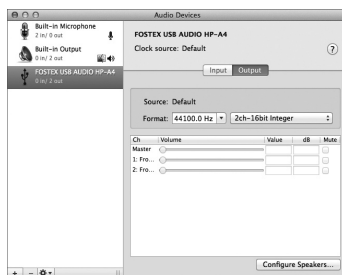 Audio Devices
Built-in Microphone
2 in/ 0 out
Built-in Output
0 in/ 2 out
FOSTEX USB AUDIO HP-A4
0 in/ 2 out
FOSTEX USB AUDIO HP-A4
Clock source: Default
?
Input Output
Source: Default
Format: 44100.0 Hz 2ch-16bit Integer
Ch Volume Value dB Mute
Master
1: Fro...
2: Fro...
Configure Speakers...
+ −